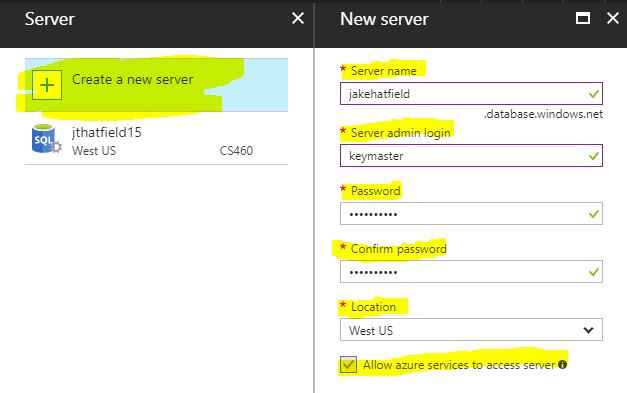 Server
Create a new server
SQL
jthatfield15
West US CS460
New server
* Server name
jakehatfield
.database.windows.net
* Server admin login
keymaster
* Password
••••••••••
* Confirm password
••••••••••
* Location
West US
Allow azure services to access server